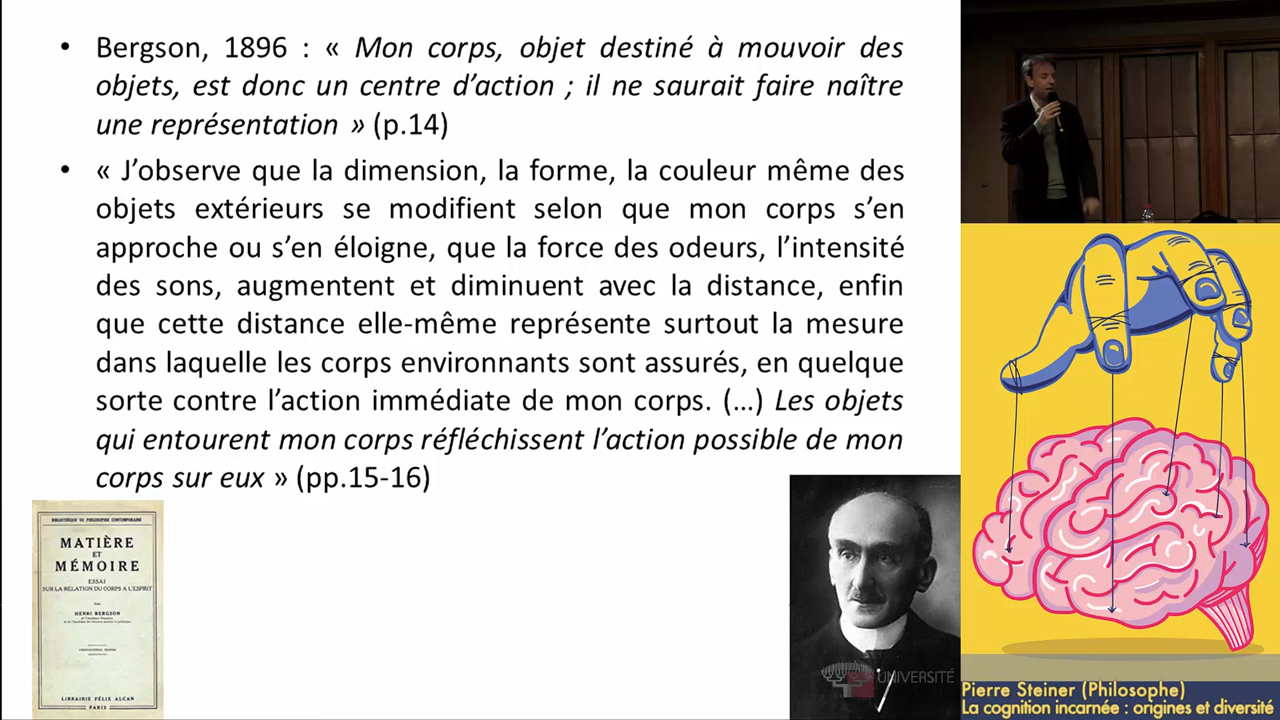 • Bergson, 1896 : « Mon corps, objet destiné à mouvoir des
objets, est donc un centre d’action ; il ne saurait faire naître
une représentation » (p.14)
• « J’observe que la dimension, la forme, la couleur même des
objets extérieurs se modifient selon que mon corps s’en
approche ou s’en éloigne, que la force des odeurs, l’intensité
des sons, augmentent et diminuent avec la distance, enfin
que cette distance elle-même représente surtout la mesure
dans laquelle les corps environnants sont assurés, en quelque
sorte contre l’action immédiate de mon corps. (…) Les objets
qui entourent mon corps réfléchissent l’action possible de mon
corps sur eux » (pp.15-16)
BIBLIOTHÈQUE DE PHILOSOPHIE CONTEMPORAINE
MATIÈRE
ET
MÉMOIRE
ESSAI
SUR LA RELATION DU CORPS A L'ESPRIT
PAR
HENRI BERGSON
LIBRAIRIE FÉLIX ALCAN
PARIS
UNIVERSITÉ
Pierre Steiner (Philosophe)
La cognition incarnée : origines et diversité